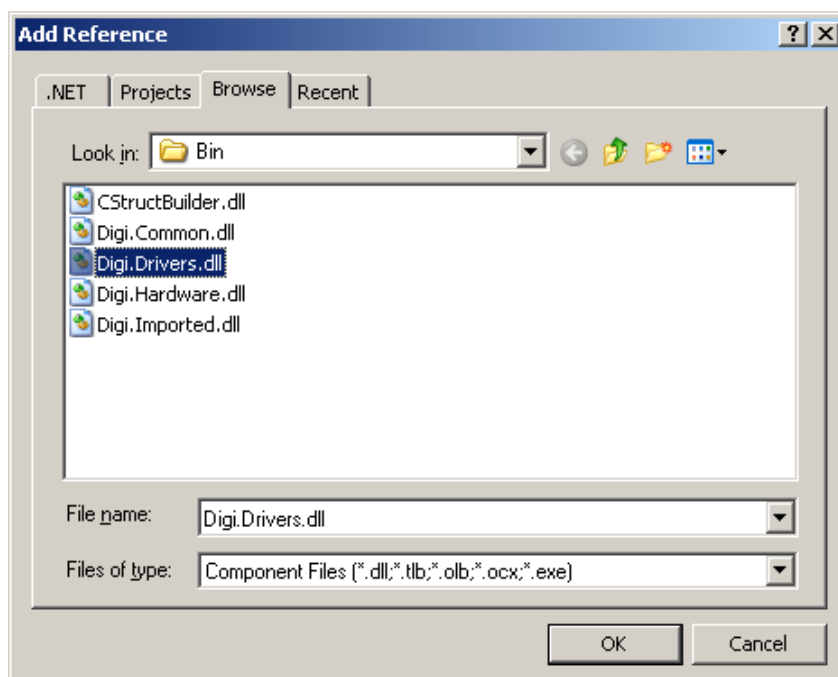 Add Reference
.NET Projects Browse Recent
Look in: Bin
CStructBuilder.dll
Digi.Common.dll
Digi.Drivers.dll
Digi.Hardware.dll
Digi.Imported.dll
File name: Digi.Drivers.dll
Files of type: Component Files (*.dll;*.tlb;*.olb;*.ocx;*.exe)
OK Cancel